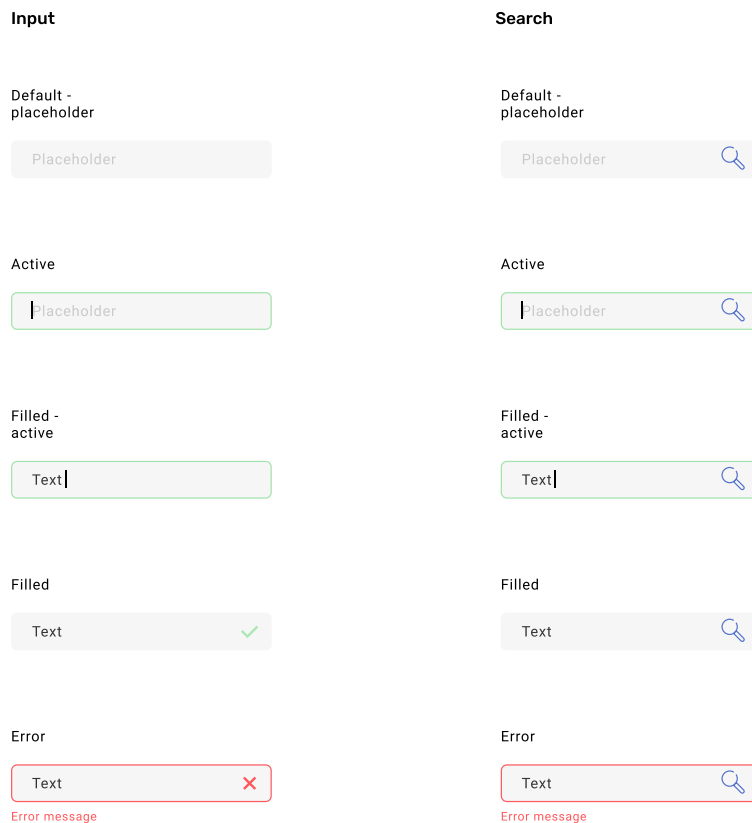 Input
Search
Default -
placeholder
Default -
placeholder
Placeholder
Placeholder
Active
Active
Placeholder
Placeholder
Filled -
active
Filled -
active
Text
Text
Filled
Filled
Text
Text
Error
Error
Text
Text
Error message
Error message